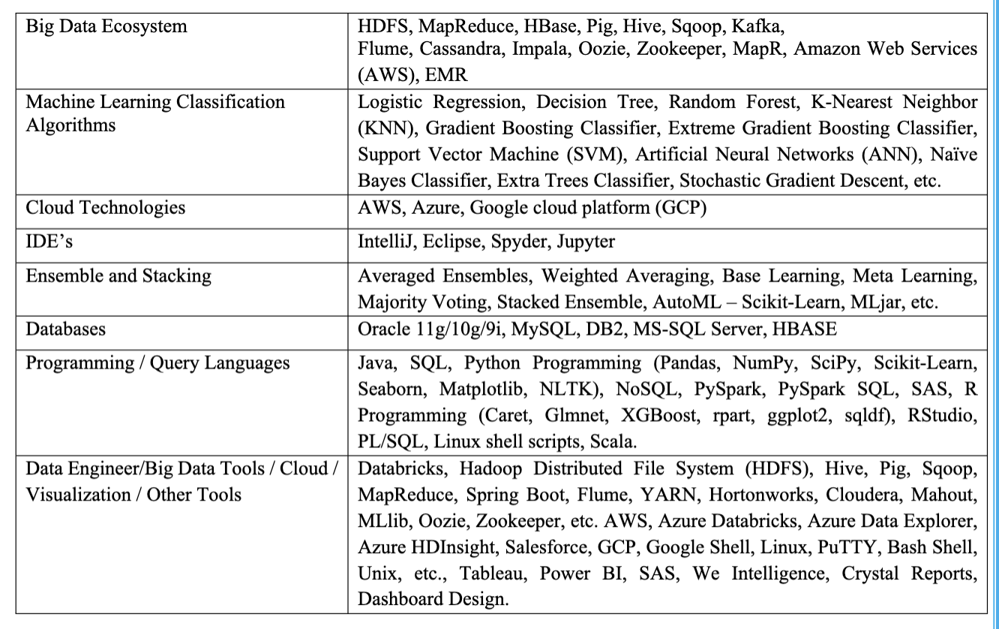 Big Data Ecosystem
HDFS, MapReduce, HBase, Pig, Hive, Sqoop, Kafka,
Flume, Cassandra, Impala, Oozie, Zookeeper, MapR, Amazon Web Services
(AWS), EMR
Machine Learning Classification
Algorithms
Logistic Regression, Decision Tree, Random Forest, K-Nearest Neighbor
(KNN), Gradient Boosting Classifier, Extreme Gradient Boosting Classifier,
Support Vector Machine (SVM), Artificial Neural Networks (ANN), Naïve
Bayes Classifier, Extra Trees Classifier, Stochastic Gradient Descent, etc.
Cloud Technologies
AWS, Azure, Google cloud platform (GCP)
IDE’s
IntelliJ, Eclipse, Spyder, Jupyter
Ensemble and Stacking
Averaged Ensembles, Weighted Averaging, Base Learning, Meta Learning,
Majority Voting, Stacked Ensemble, AutoML – Scikit-Learn, MLjar, etc.
Databases
Oracle 11g/10g/9i, MySQL, DB2, MS-SQL Server, HBASE
Programming / Query Languages
Java, SQL, Python Programming (Pandas, NumPy, SciPy, Scikit-Learn,
Seaborn, Matplotlib, NLTK), NoSQL, PySpark, PySpark SQL, SAS, R
Programming (Caret, Glmnet, XGBoost, rpart, ggplot2, sqldf), RStudio,
PL/SQL, Linux shell scripts, Scala.
Data Engineer/Big Data Tools / Cloud /
Visualization / Other Tools
Databricks, Hadoop Distributed File System (HDFS), Hive, Pig, Sqoop,
MapReduce, Spring Boot, Flume, YARN, Hortonworks, Cloudera, Mahout,
MLlib, Oozie, Zookeeper, etc. AWS, Azure Databricks, Azure Data Explorer,
Azure HDInsight, Salesforce, GCP, Google Shell, Linux, PuTTY, Bash Shell,
Unix, etc., Tableau, Power BI, SAS, We Intelligence, Crystal Reports,
Dashboard Design.